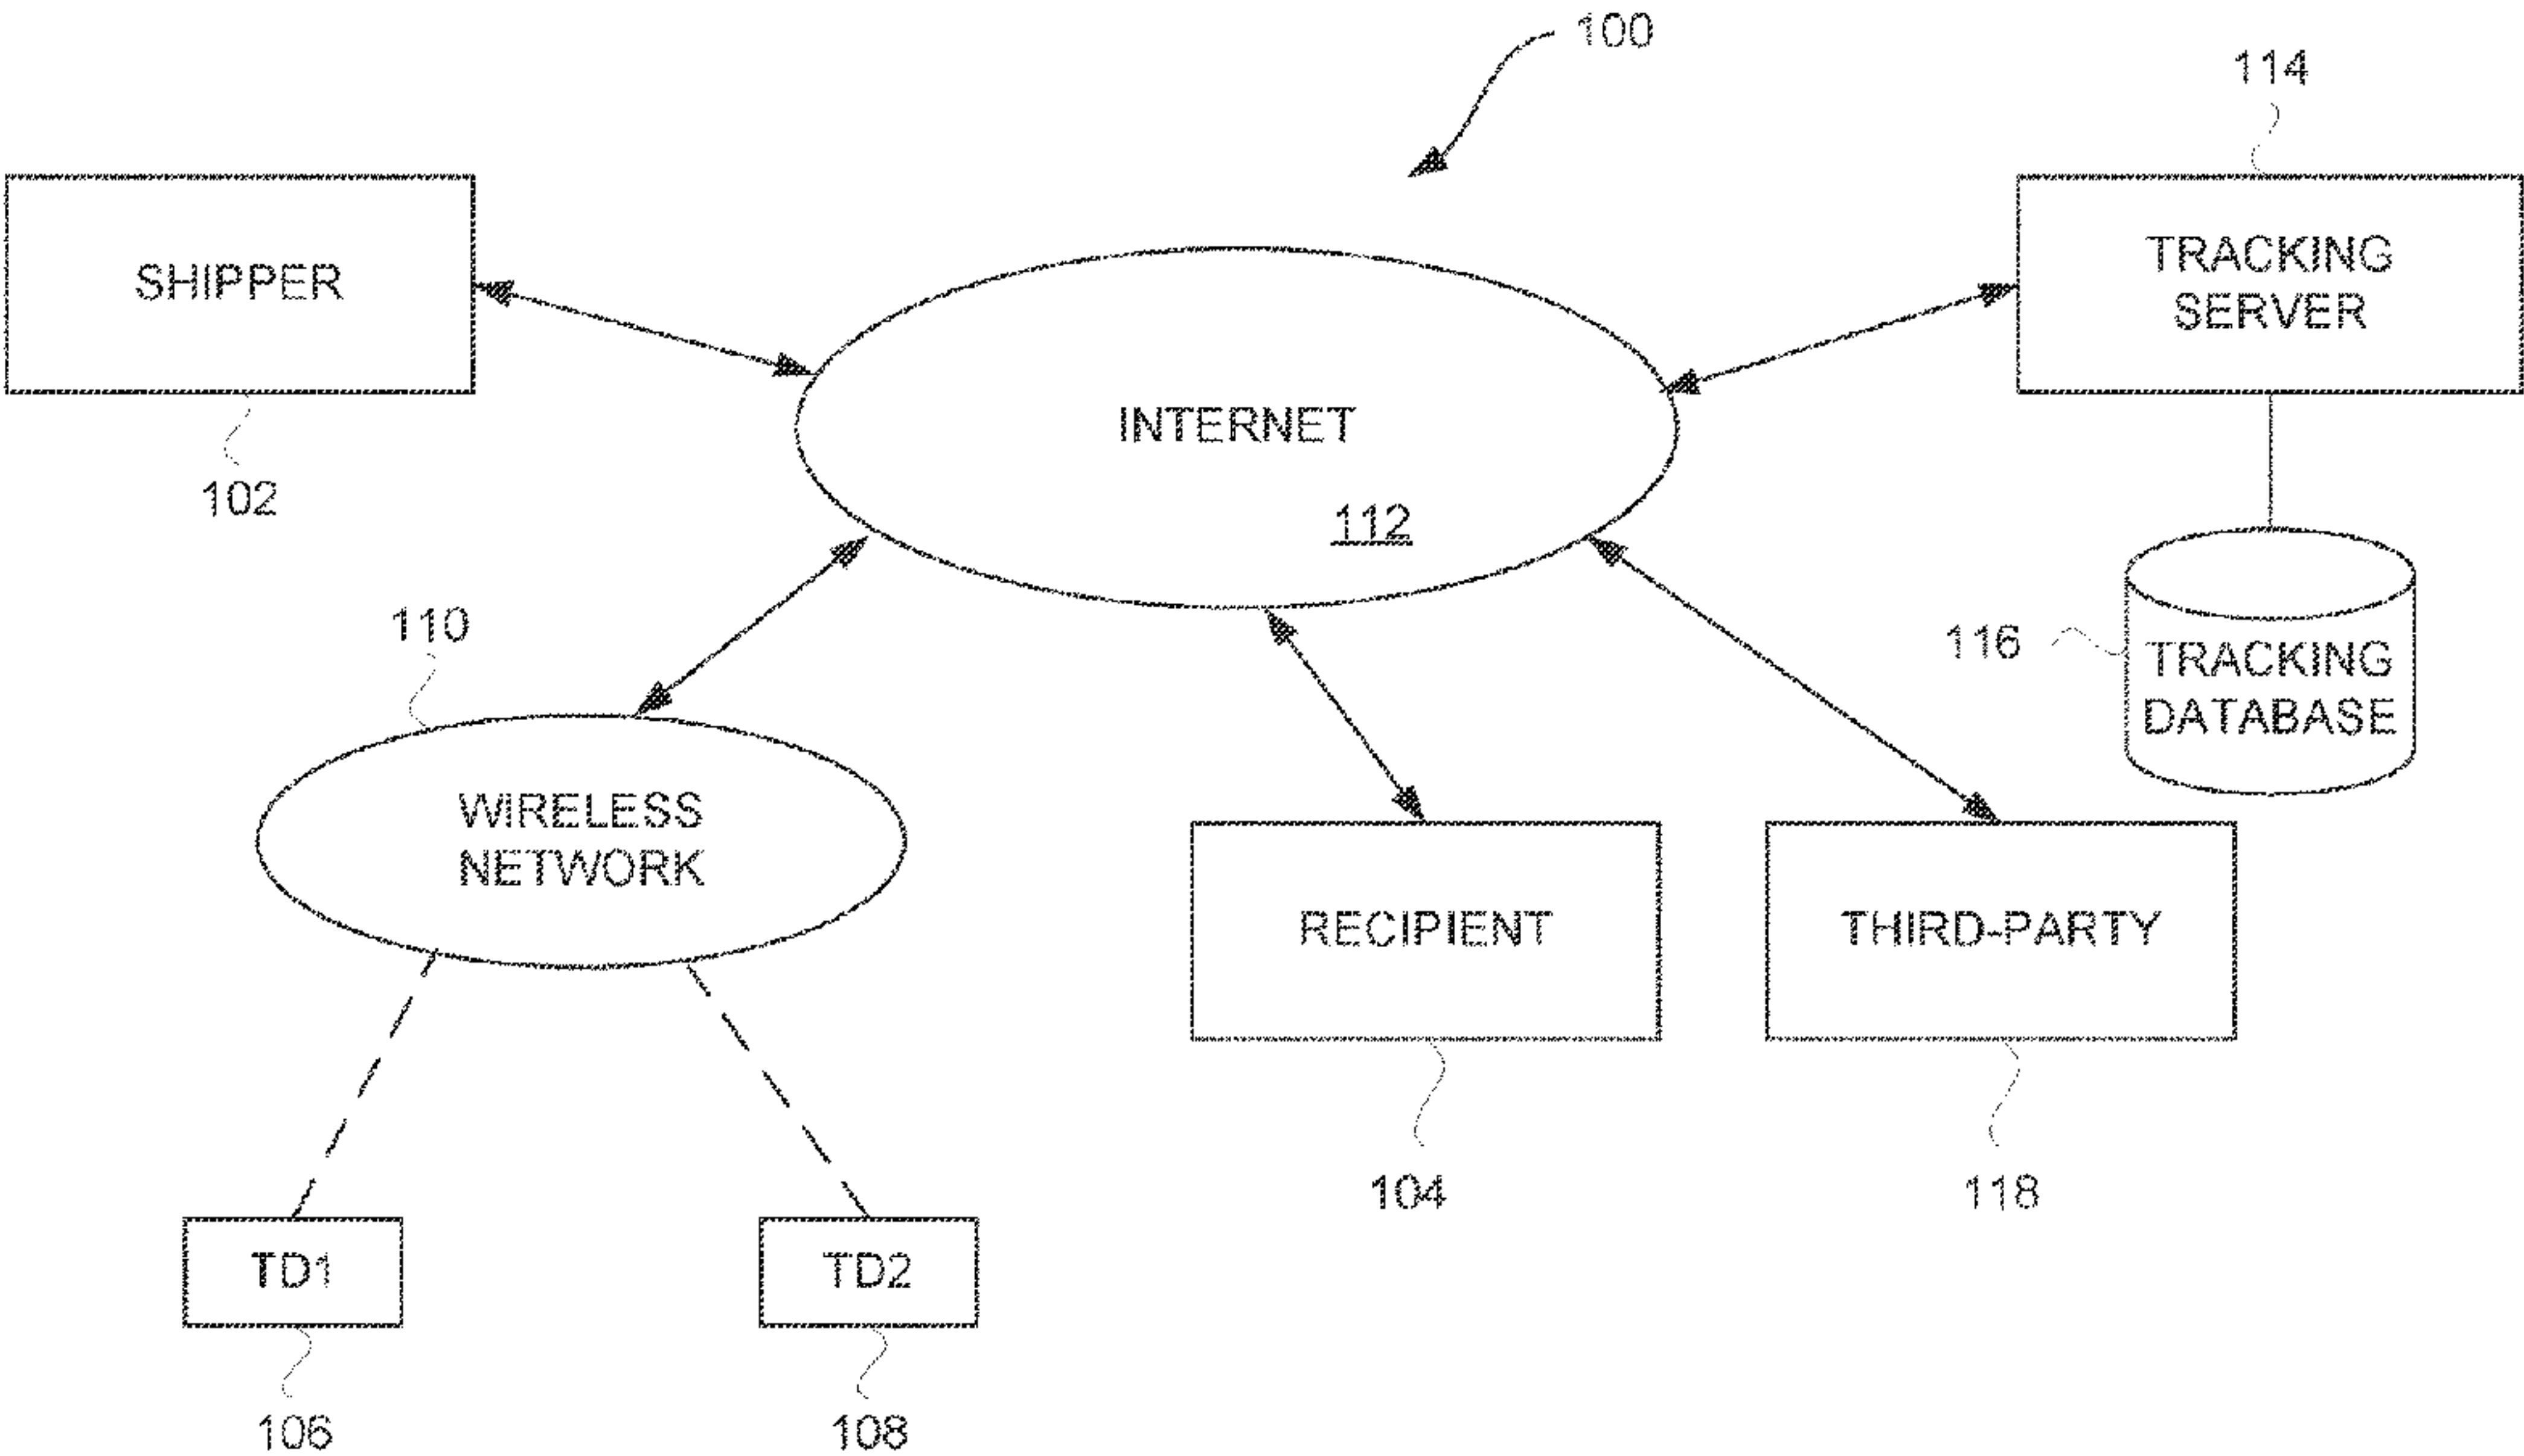 100
114
SHIPPER
TRACKING
SERVER
INTERNET
102
112
110
116
TRACKING
DATABASE
WIRELESS
NETWORK
RECIPIENT
THIRD-PARTY
104
118
TD1
TD2
106
108